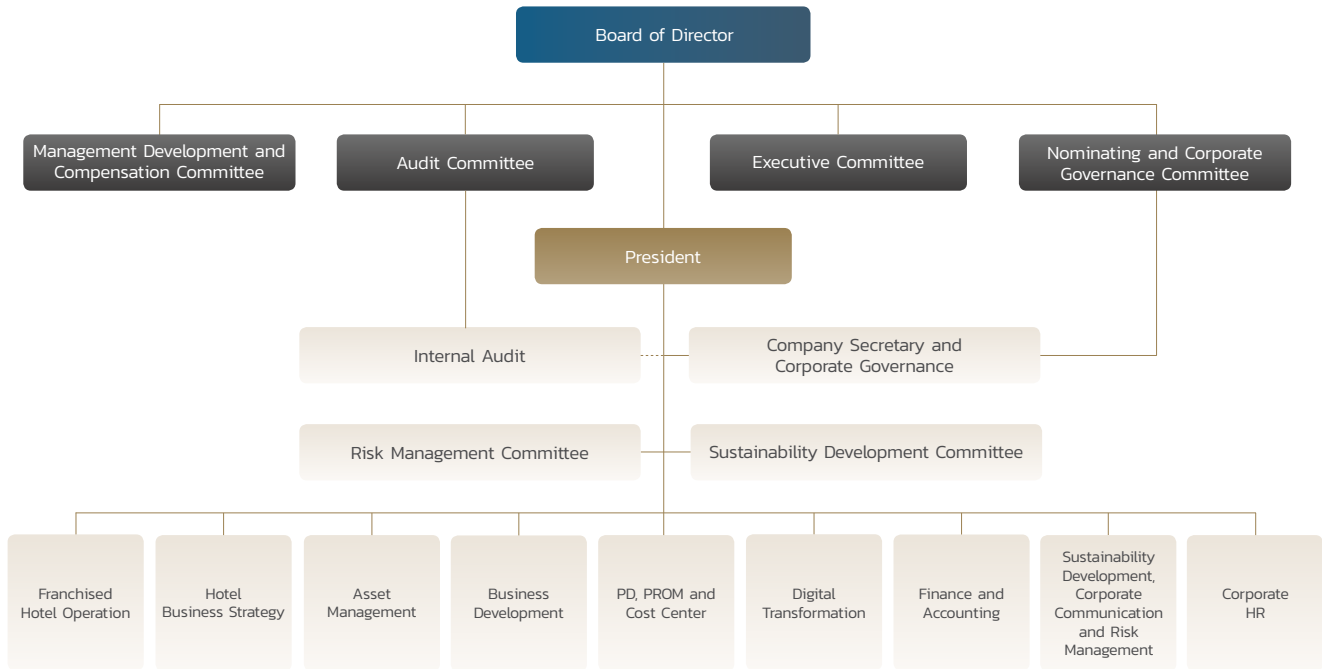 Board of Director
Management Development and
Compensation Committee
Audit Committee
Executive Committee
Nominating and Corporate
Governance Committee
President
Internal Audit
Company Secretary and
Corporate Governance
Risk Management Committee
Sustainability Development Committee
Franchised
Hotel Operation
Hotel
Business Strategy
Asset
Management
Business
Development
PD, PROM and
Cost Center
Digital
Transformation
Finance and
Accounting
Sustainability
Development,
Corporate
Communication
and Risk
Management
Corporate
HR